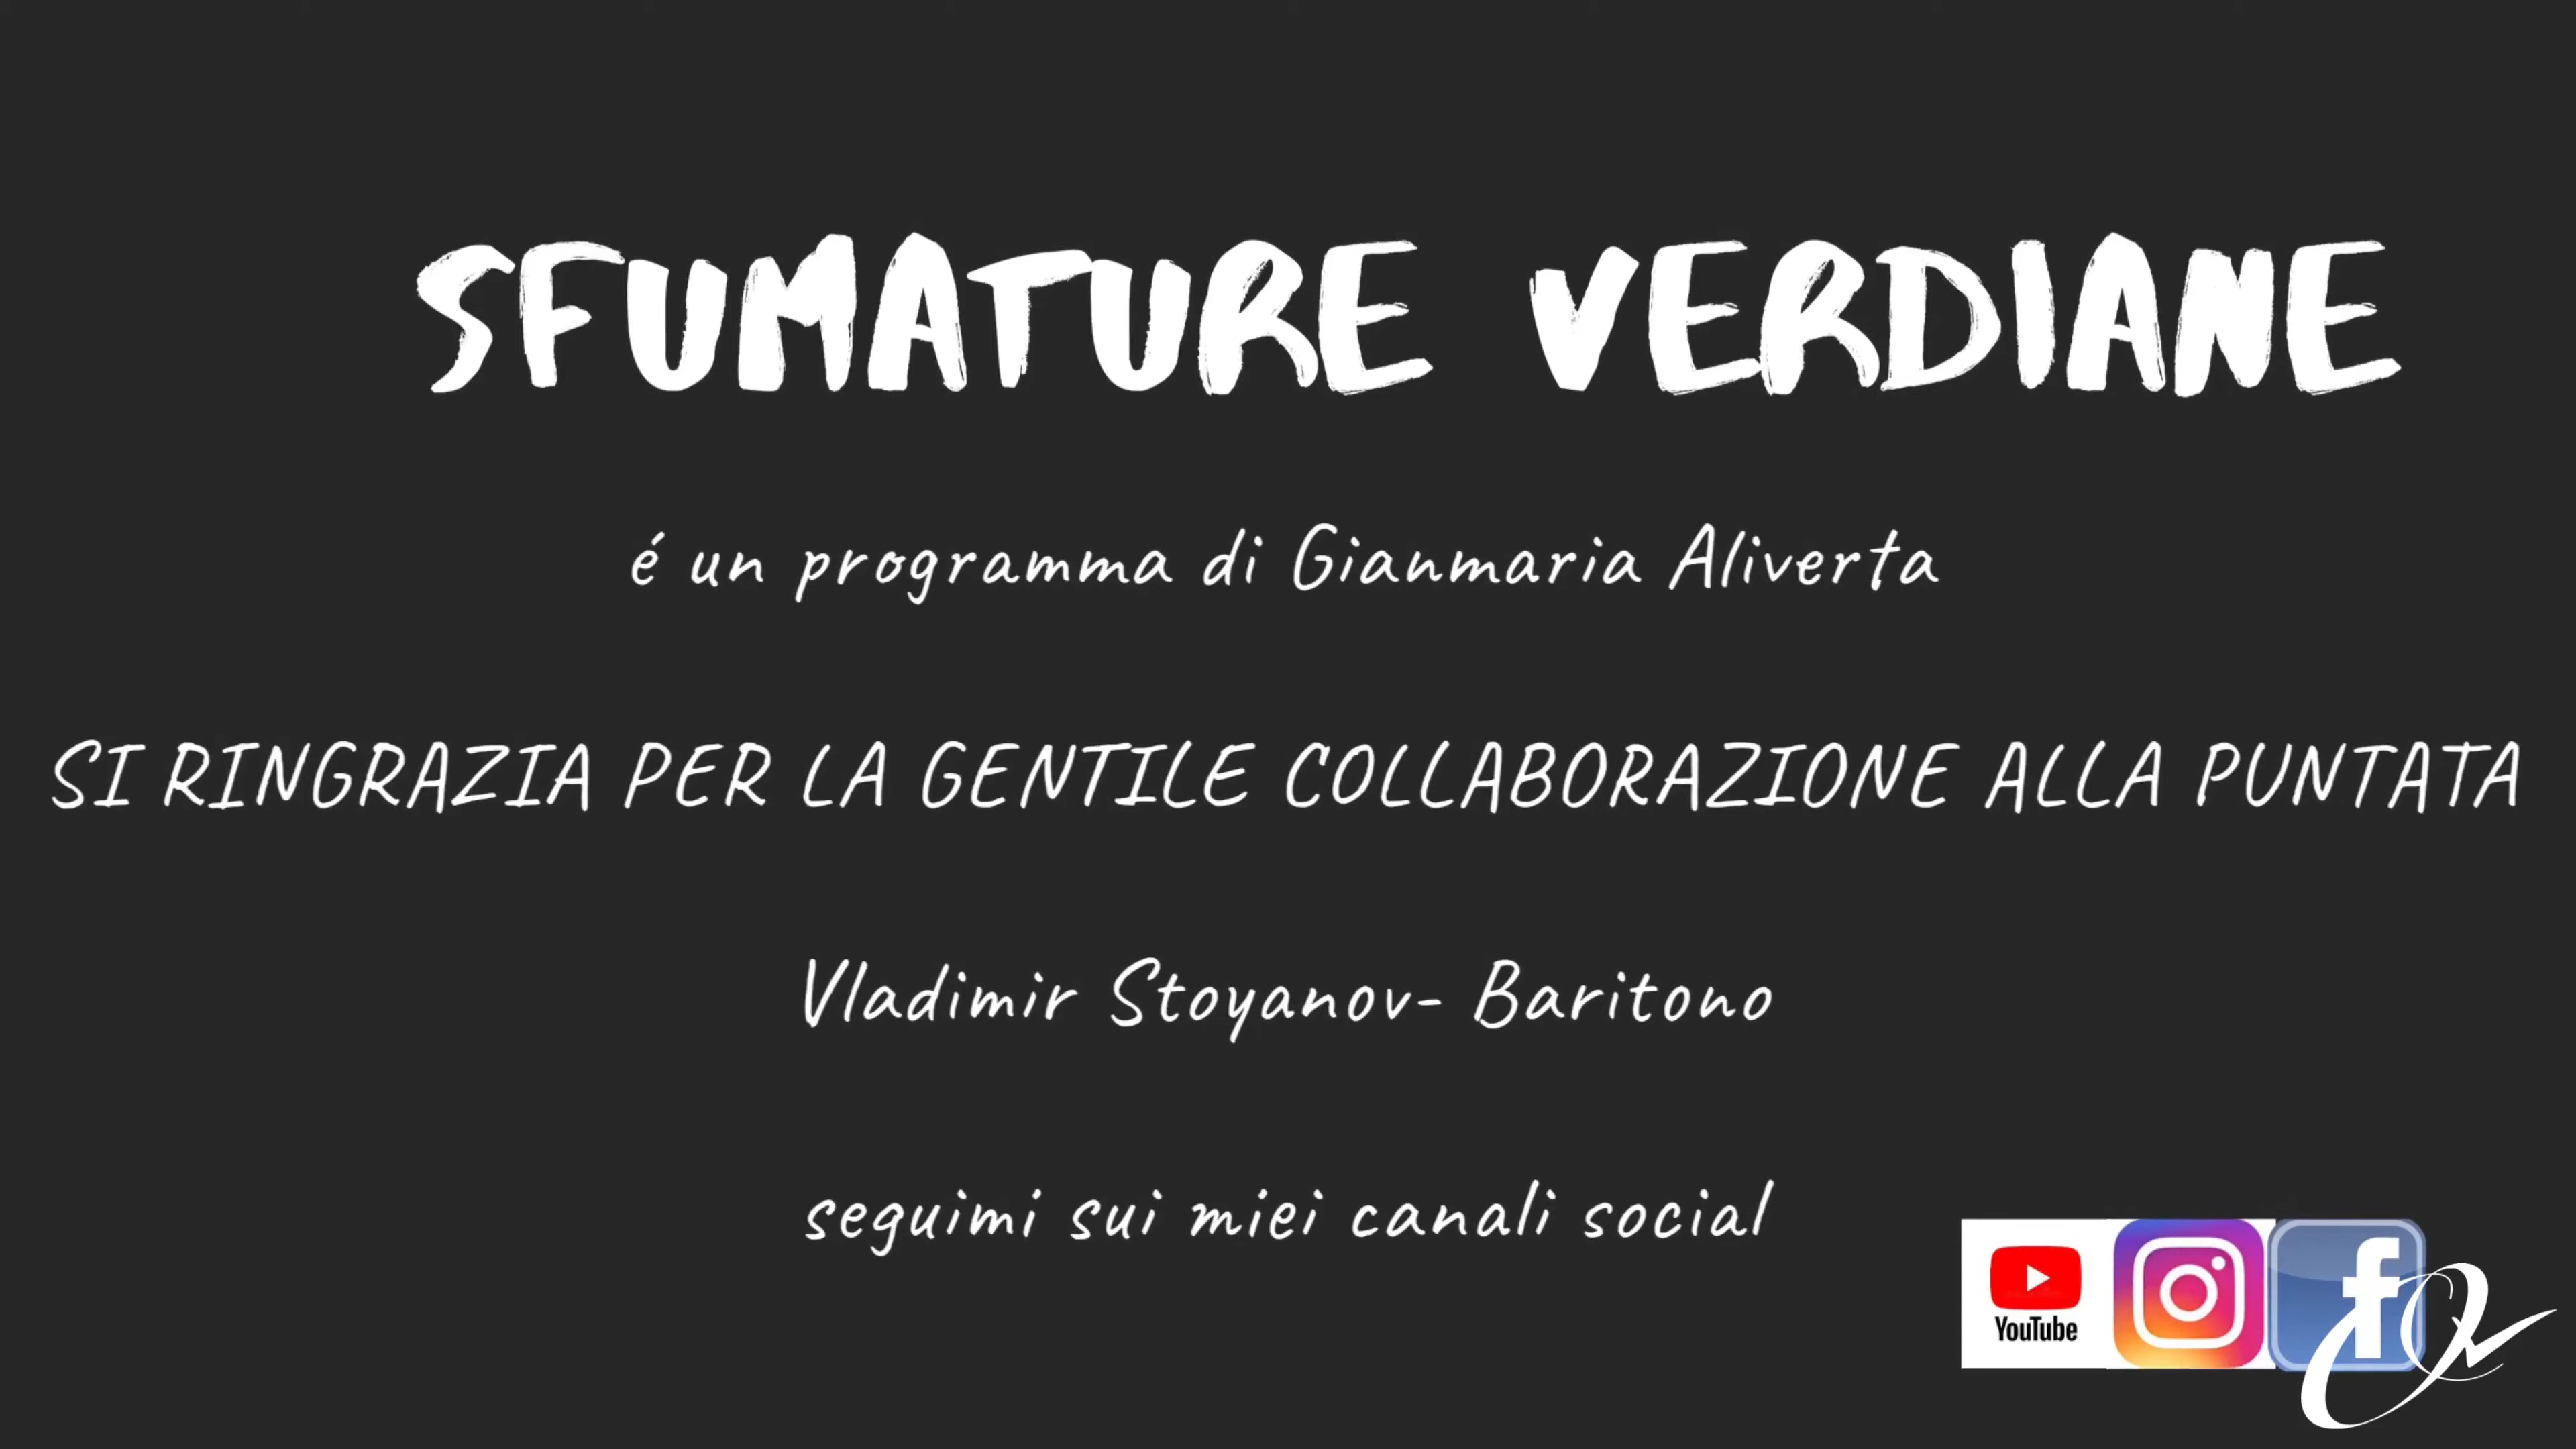 SFUMATURE VERDIANE
é un programma di Gianmaria Aliverta
SI RINGRAZIA PER LA GENTILE COLLABORAZIONE ALLA PUNTATA
Vladimir Stoyanov- Baritono
seguimi sui miei canali social
YouTube